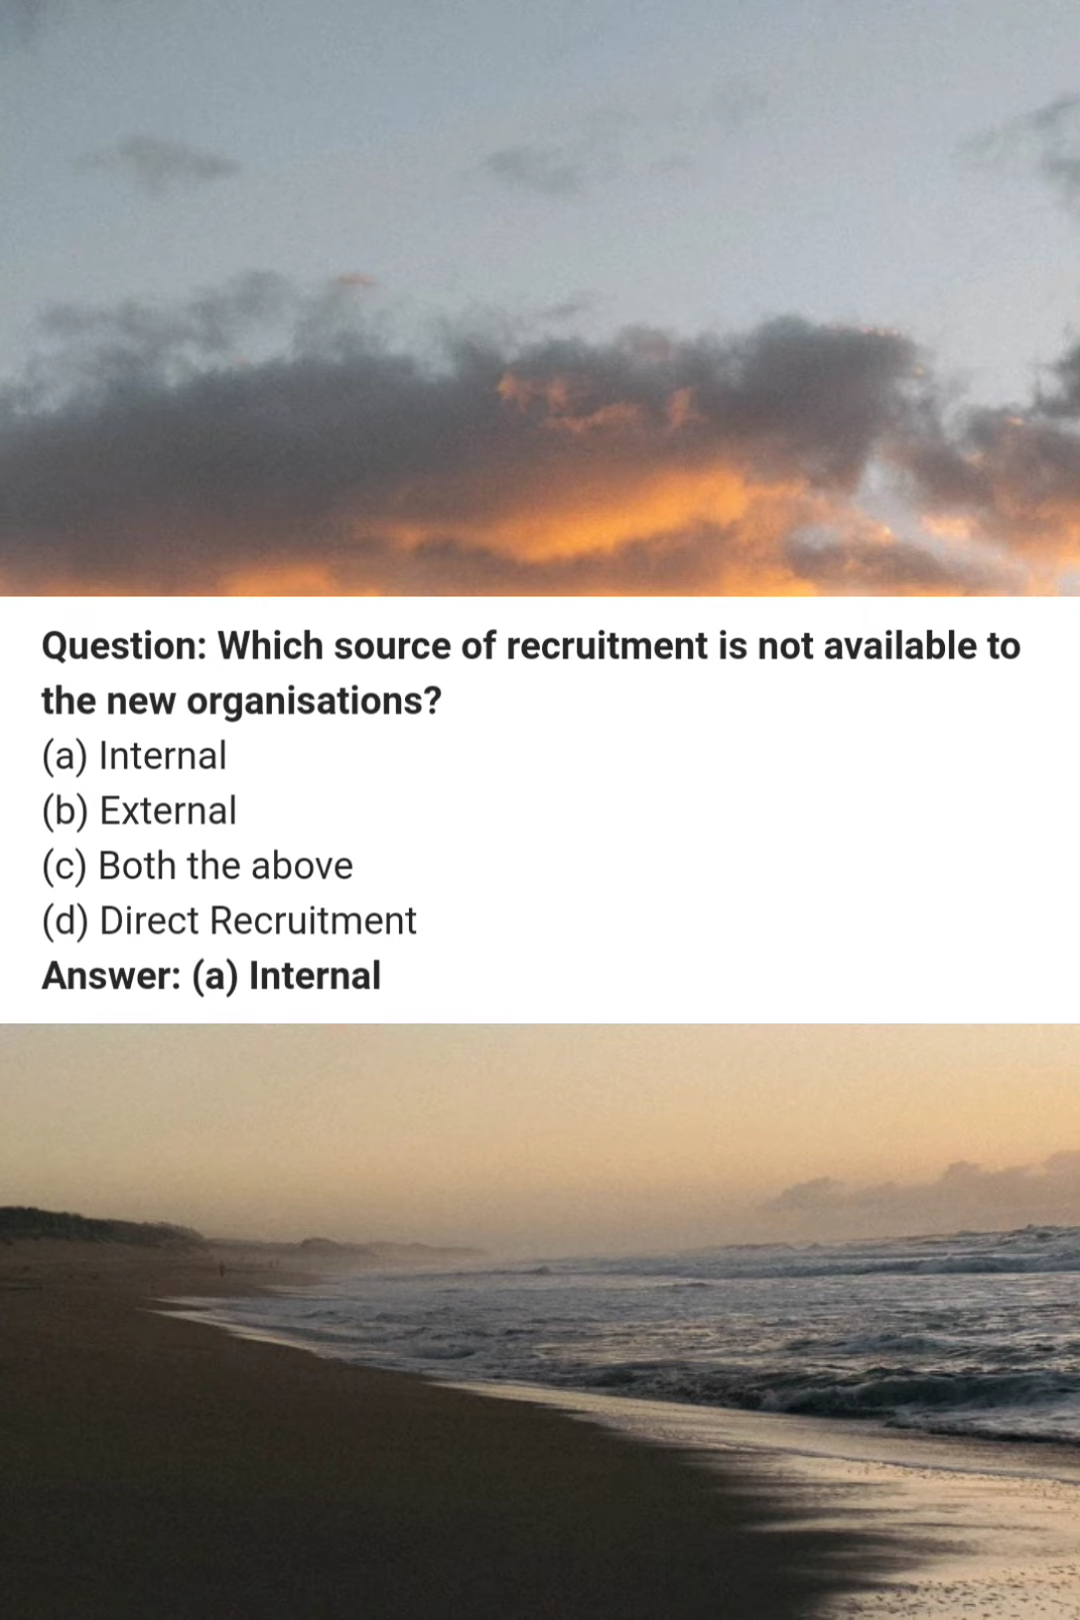 Question: Which source of recruitment is not available to
the new organisations?
(a) Internal
(b) External
(c) Both the above
(d) Direct Recruitment
Answer: (a) Internal